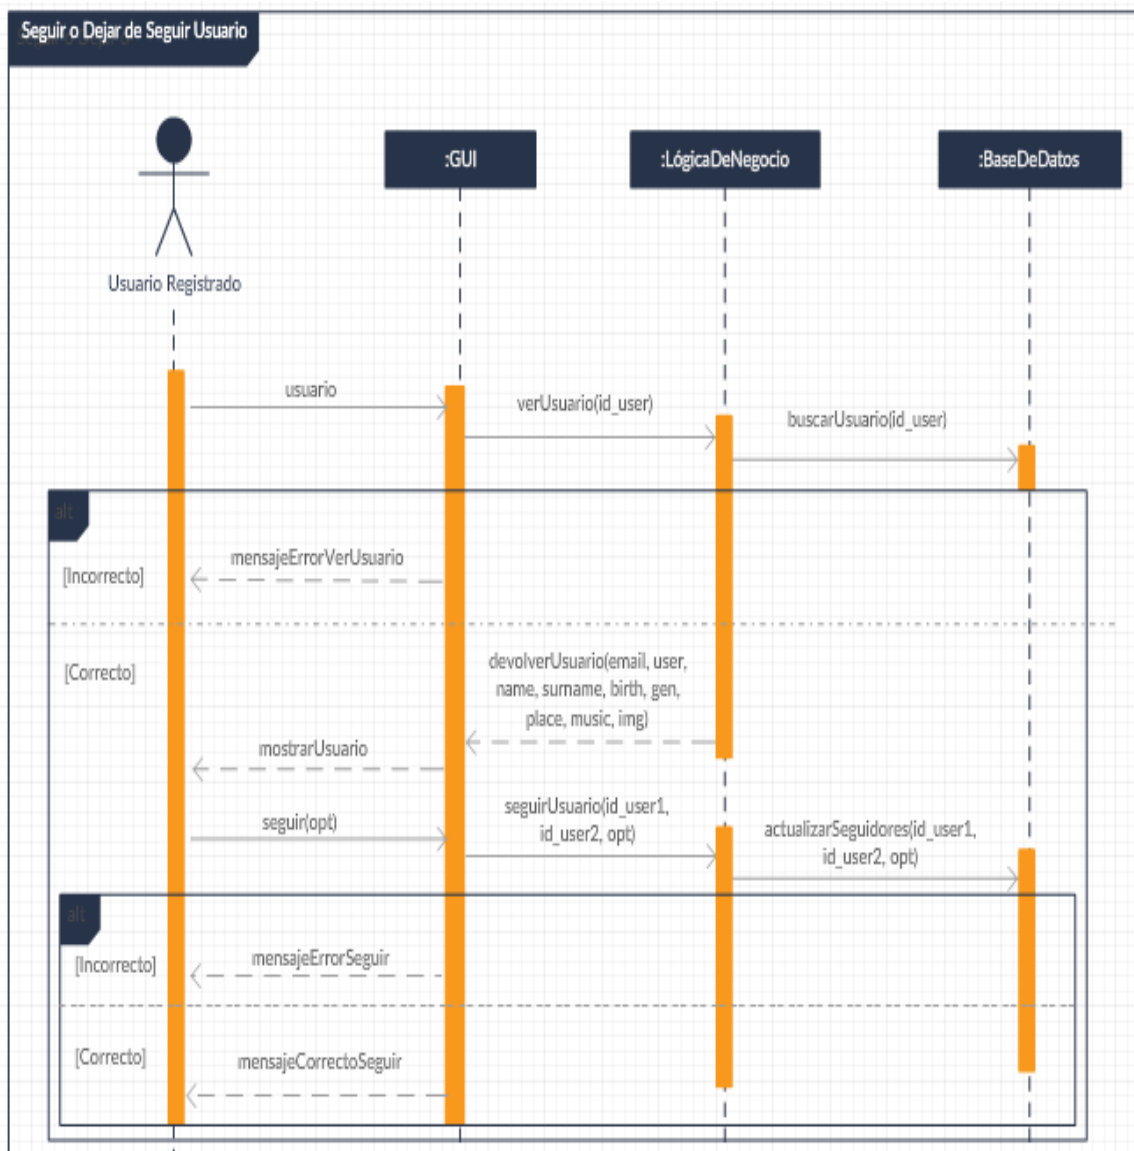 Seguir o Dejar de Seguir Usuario
:GUI
:LógicaDeNegocio
:BaseDeDatos
Usuario Registrado
usuario
verUsuario(id_user)
buscarUsuario(id_user)
alt
mensajeErrorVerUsuario
[Incorrecto]
[Correcto]
devolverUsuario(email, user,
name, surname, birth, gen,
place, music, img)
mostrarUsuario
seguir(opt)
seguirUsuario(id_user1,
id_user2, opt)
actualizarSeguidores(id_user1,
id_user2, opt)
alt
mensajeErrorSeguir
[Incorrecto]
[Correcto]
mensajeCorrectoSeguir